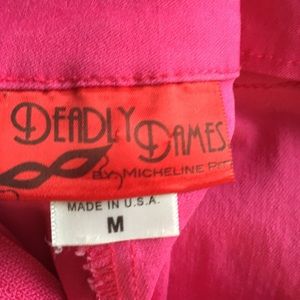 DEADLY DAMES
BY MICHELINE
MADE IN U.S.A.
M